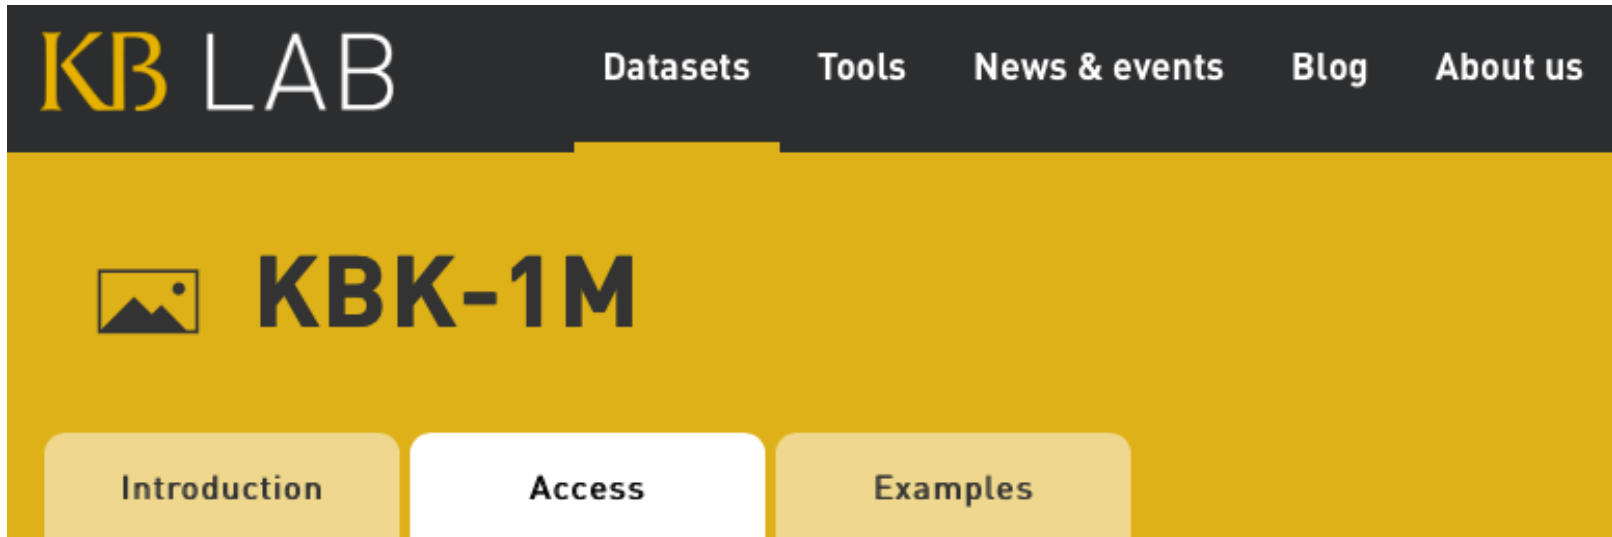 KB LAB Datasets Tools News & events Blog About us
KBK-1M
Introduction Access Examples